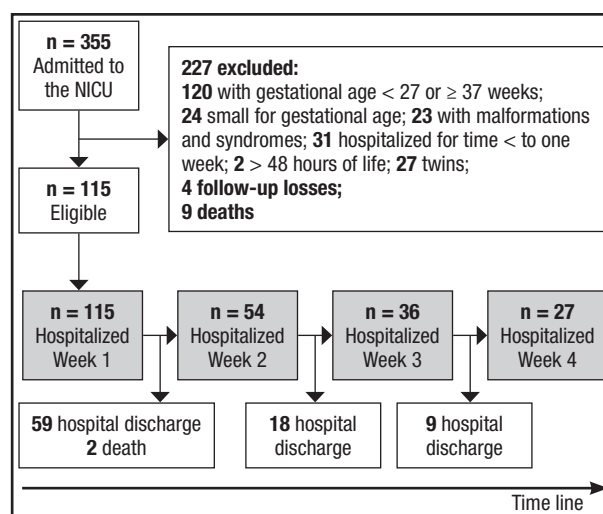 n = 355
Admitted to
the NICU
227 excluded:
120 with gestational age < 27 or ≥ 37 weeks;
24 small for gestational age; 23 with malformations
and syndromes; 31 hospitalized for time < to one
week; 2 > 48 hours of life; 27 twins;
4 follow-up losses;
9 deaths
n = 115
Eligible
n = 115
Hospitalized
Week 1
n = 54
Hospitalized
Week 2
n = 36
Hospitalized
Week 3
n = 27
Hospitalized
Week 4
59 hospital discharge
2 death
18 hospital
discharge
9 hospital
discharge
Time line